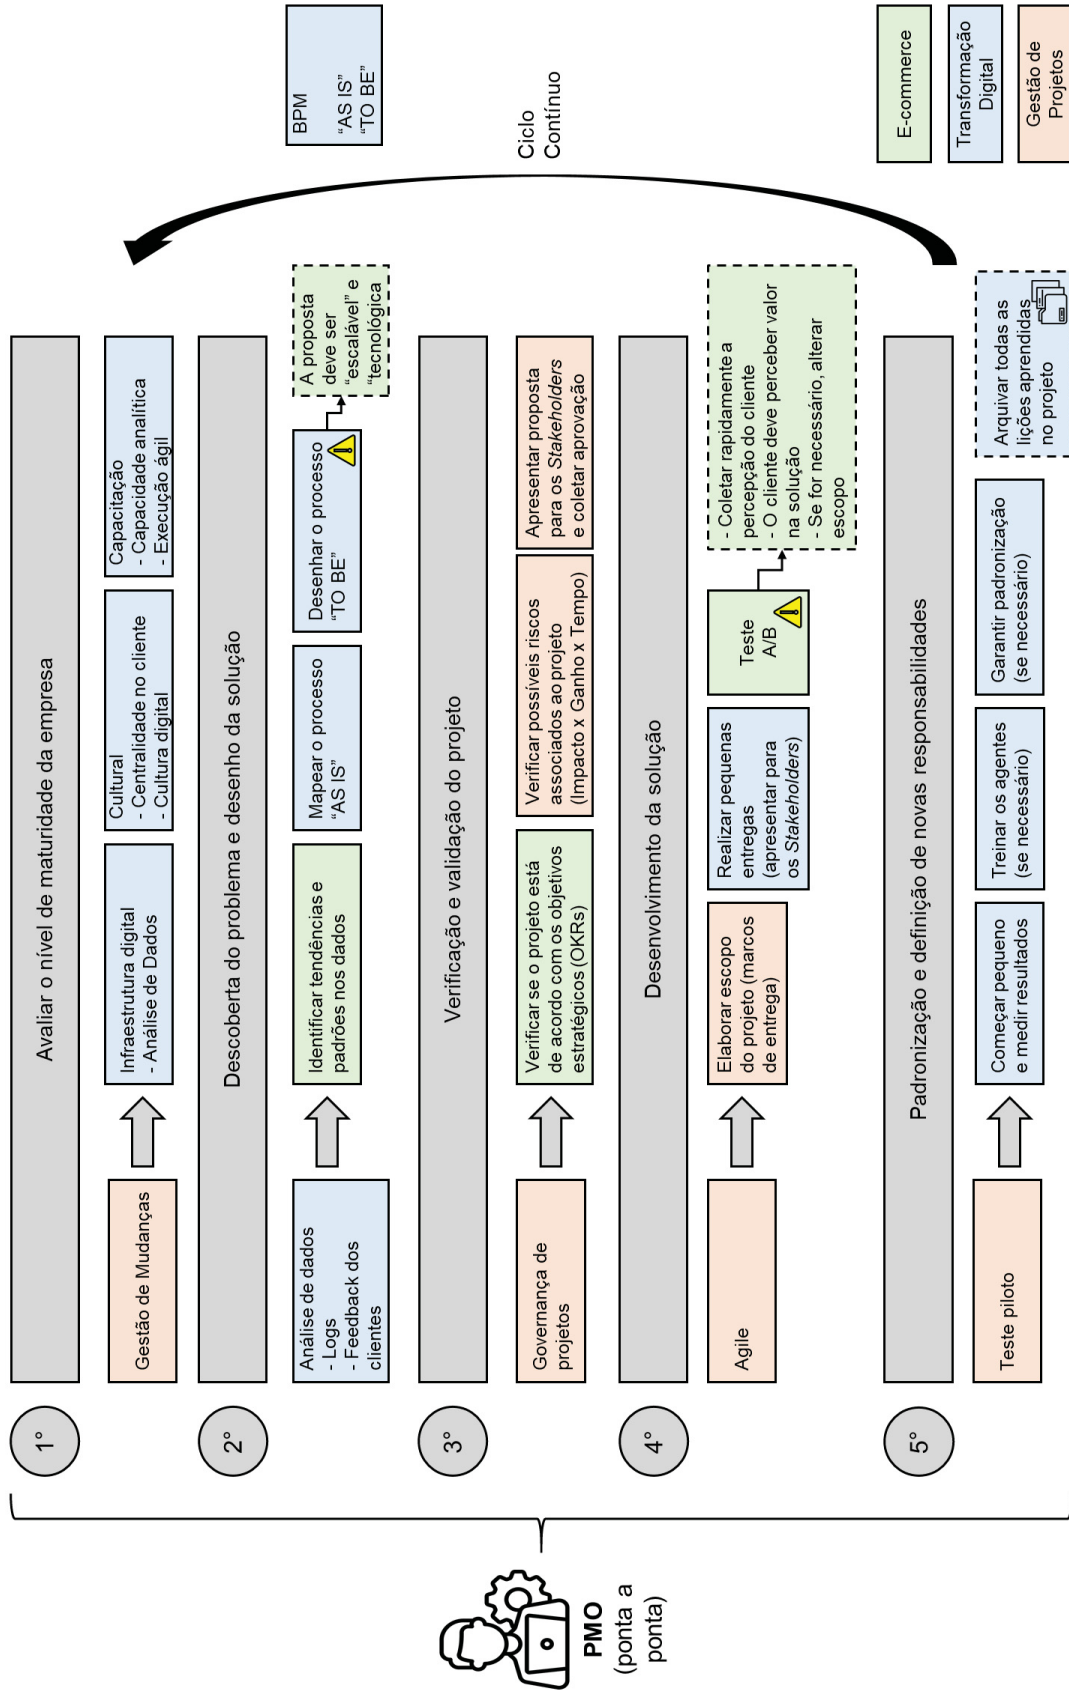 PMO
(ponta a
ponta)
1°
Avaliar o nível de maturidade da empresa
Gestão de Mudanças
Infraestrutura digital
- Análise de Dados
Cultural
- Centralidade no cliente
- Cultura digital
Capacitação
- Capacidade analítica
- Execução ágil
2°
Descoberta do problema e desenho da solução
Análise de dados
- Logs
- Feedback dos
clientes
Identificar tendências e
padrões nos dados
Mapear o processo
“AS IS”
Desenhar o processo
“TO BE”
A proposta
deve ser
“escalável” e
“tecnológica
BPM
“AS IS”
“TO BE”
3°
Verificação e validação do projeto
Governança de
projetos
Verificar se o projeto está
de acordo com os objetivos
estratégicos (OKRs)
Verificar possíveis riscos
associados ao projeto
(Impacto x Ganho x Tempo)
Apresentar proposta
para os Stakeholders
e coletar aprovação
Ciclo
Contínuo
4°
Desenvolvimento da solução
Agile
Elaborar escopo
do projeto (marcos
de entrega)
Realizar pequenas
entregas
(apresentar para
os Stakeholders)
Teste
A/B
- Coletar rapidamente a
percepção do cliente
- O cliente deve perceber valor
na solução
- Se for necessário, alterar
escopo
5°
Padronização e definição de novas responsabilidades
Teste piloto
Começar pequeno
e medir resultados
Treinar os agentes
(se necessário)
Garantir padronização
(se necessário)
Arquivar todas as
lições aprendidas
no projeto
E-commerce
Transformação
Digital
Gestão de
Projetos